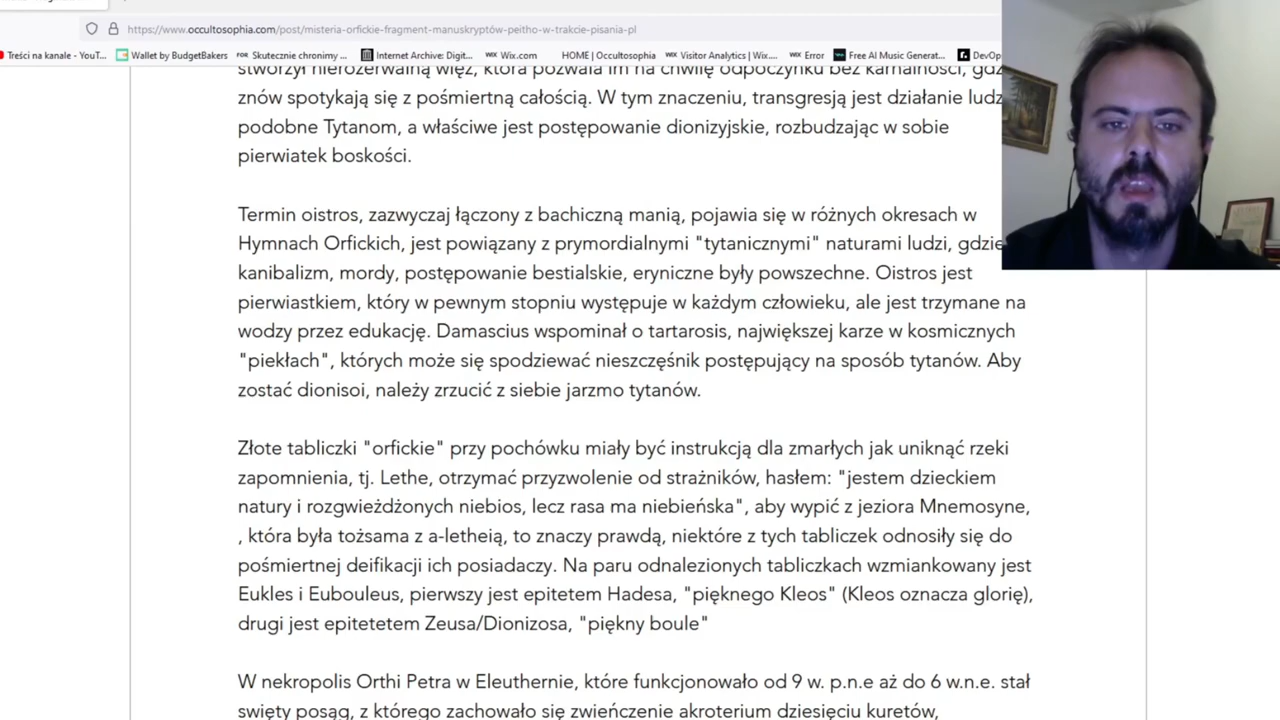 https://www.occultosophia.com/post/misteria-orfickie-fragment-manuskryptów-peitho-w-trakcie-pisania-pl
Treści na kanale - YouT... Wallet by BudgetBakers FOR Skutecznie chronimy ... Internet Archive: Digit... WIX Wix.com HOME | Occultosophia WIX Visitor Analytics | Wix.... WIX Error Free AI Music Generat... DevOp
stworzył nierozerwalną więź, która pozwala im na chwilę odpoczynku bez karnalności, gdz
znów spotykają się z pośmiertną całością. W tym znaczeniu, transgresją jest działanie ludz
podobne Tytanom, a właściwe jest postępowanie dionizyjskie, rozbudzając w sobie
pierwiatek boskości.
Termin oistros, zazwyczaj łączony z bachiczną manią, pojawia się w różnych okresach w
Hymnach Orfickich, jest powiązany z prymordialnymi "tytanicznymi" naturami ludzi, gdzie
kanibalizm, mordy, postępowanie bestialskie, eryniczne były powszechne. Oistros jest
pierwiastkiem, który w pewnym stopniu występuje w każdym człowieku, ale jest trzymane na
wodzy przez edukację. Damascius wspominał o tartarosis, największej karze w kosmicznych
"piekłach", których może się spodziewać nieszczęśnik postępujący na sposób tytanów. Aby
zostać dionisoi, należy zrzucić z siebie jarzmo tytanów.
Złote tabliczki "orfickie" przy pochówku miały być instrukcją dla zmarłych jak uniknąć rzeki
zapomnienia, tj. Lethe, otrzymać przyzwolenie od strażników, hasłem: "jestem dzieckiem
natury i rozgwieżdżonych niebios, lecz rasa ma niebieńska", aby wypić z jeziora Mnemosyne,
, która była tożsama z a-letheią, to znaczy prawdą, niektóre z tych tabliczek odnosiły się do
pośmiertnej deifikacji ich posiadaczy. Na paru odnalezionych tabliczkach wzmiankowany jest
Eukles i Eubouleus, pierwszy jest epitetem Hadesa, "pięknego Kleos" (Kleos oznacza glorię),
drugi jest epitetetem Zeusa/Dionizosa, "piękny boule"
W nekropolis Orthi Petra w Eleuthernie, które funkcjonowało od 9 w. p.n.e aż do 6 w.n.e. stał
święty posąg, z którego zachowało się zwieńczenie akroterium dziesięciu kuretów,